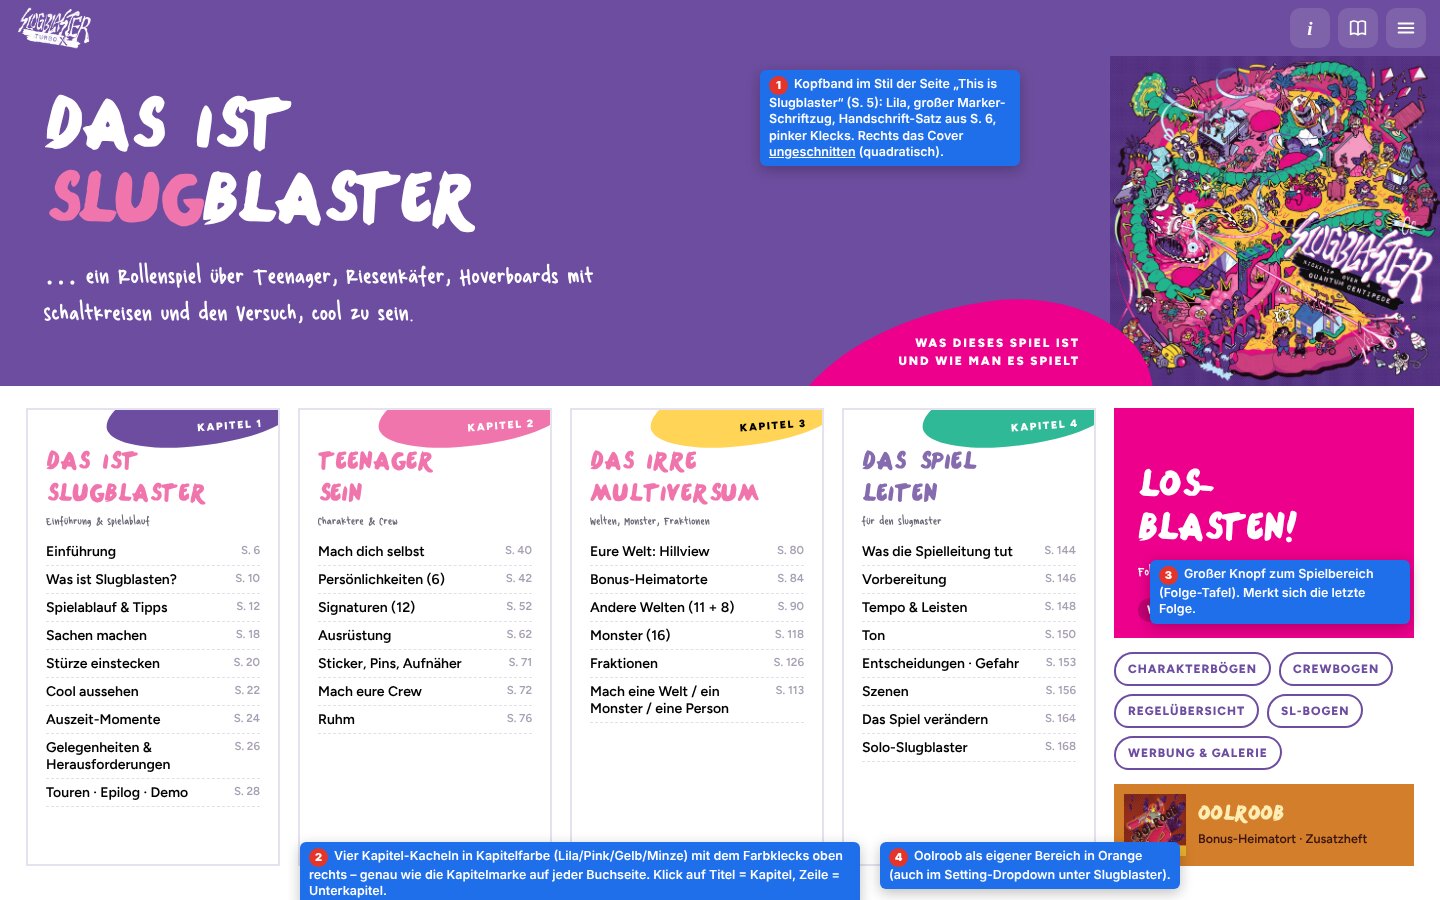 SLUGBLASTER
TURBO X
i
DAS IST
SLUGBLASTER
... ein Rollenspiel über Teenager, Riesenkäfer, Hoverboards mit
Schaltkreisen und den Versuch, cool zu sein.
1 Kopfband im Stil der Seite „This is
Slugblaster“ (S. 5): Lila, großer Marker-
Schriftzug, Handschrift-Satz aus S. 6,
pinker Klecks. Rechts das Cover
ungeschnitten (quadratisch).
SLUGBLASTER
KICKFLIP OVER A
QUANTUM CENTIPEDE
WAS DIESES SPIEL IST
UND WIE MAN ES SPIELT
KAPITEL 1
DAS IST
SLUGBLASTER
Einführung & Spielablauf
Einführung S. 6
Was ist Slugblasten? S. 10
Spielablauf & Tipps S. 12
Sachen machen S. 18
Stürze einstecken S. 20
Cool aussehen S. 22
Auszeit-Momente S. 24
Gelegenheiten & S. 26
Herausforderungen
Touren · Epilog · Demo S. 28
KAPITEL 2
TEENAGER
SEIN
Charaktere & Crew
Mach dich selbst S. 40
Persönlichkeiten (6) S. 42
Signaturen (12) S. 52
Ausrüstung S. 62
Sticker, Pins, Aufnäher S. 71
Mach eure Crew S. 72
Ruhm S. 76
KAPITEL 3
DAS IRRE
MULTIVERSUM
Welten, Monster, Fraktionen
Eure Welt: Hillview S. 80
Bonus-Heimatorte S. 84
Andere Welten (11 + 8) S. 90
Monster (16) S. 118
Fraktionen S. 126
Mach eine Welt / ein S. 113
Monster / eine Person
KAPITEL 4
DAS SPIEL
LEITEN
für den Slugmaster
Was die Spielleitung tut S. 144
Vorbereitung S. 146
Tempo & Leisten S. 148
Ton S. 150
Entscheidungen · Gefahr S. 153
Szenen S. 156
Das Spiel verändern S. 164
Solo-Slugblaster S. 168
LOS-
BLASTEN!
3 Großer Knopf zum Spielbereich
(Folge-Tafel). Merkt sich die letzte
Folge.
CHARAKTERBÖGEN
CREWBOGEN
REGELÜBERSICHT
SL-BOGEN
WERBUNG & GALERIE
OOLROOB
Bonus-Heimatort · Zusatzheft
2 Vier Kapitel-Kacheln in Kapitelfarbe (Lila/Pink/Gelb/Minze) mit dem Farbklecks oben
rechts – genau wie die Kapitelmarke auf jeder Buchseite. Klick auf Titel = Kapitel, Zeile =
Unterkapitel.
4 Oolroob als eigener Bereich in Orange
(auch im Setting-Dropdown unter Slugblaster).